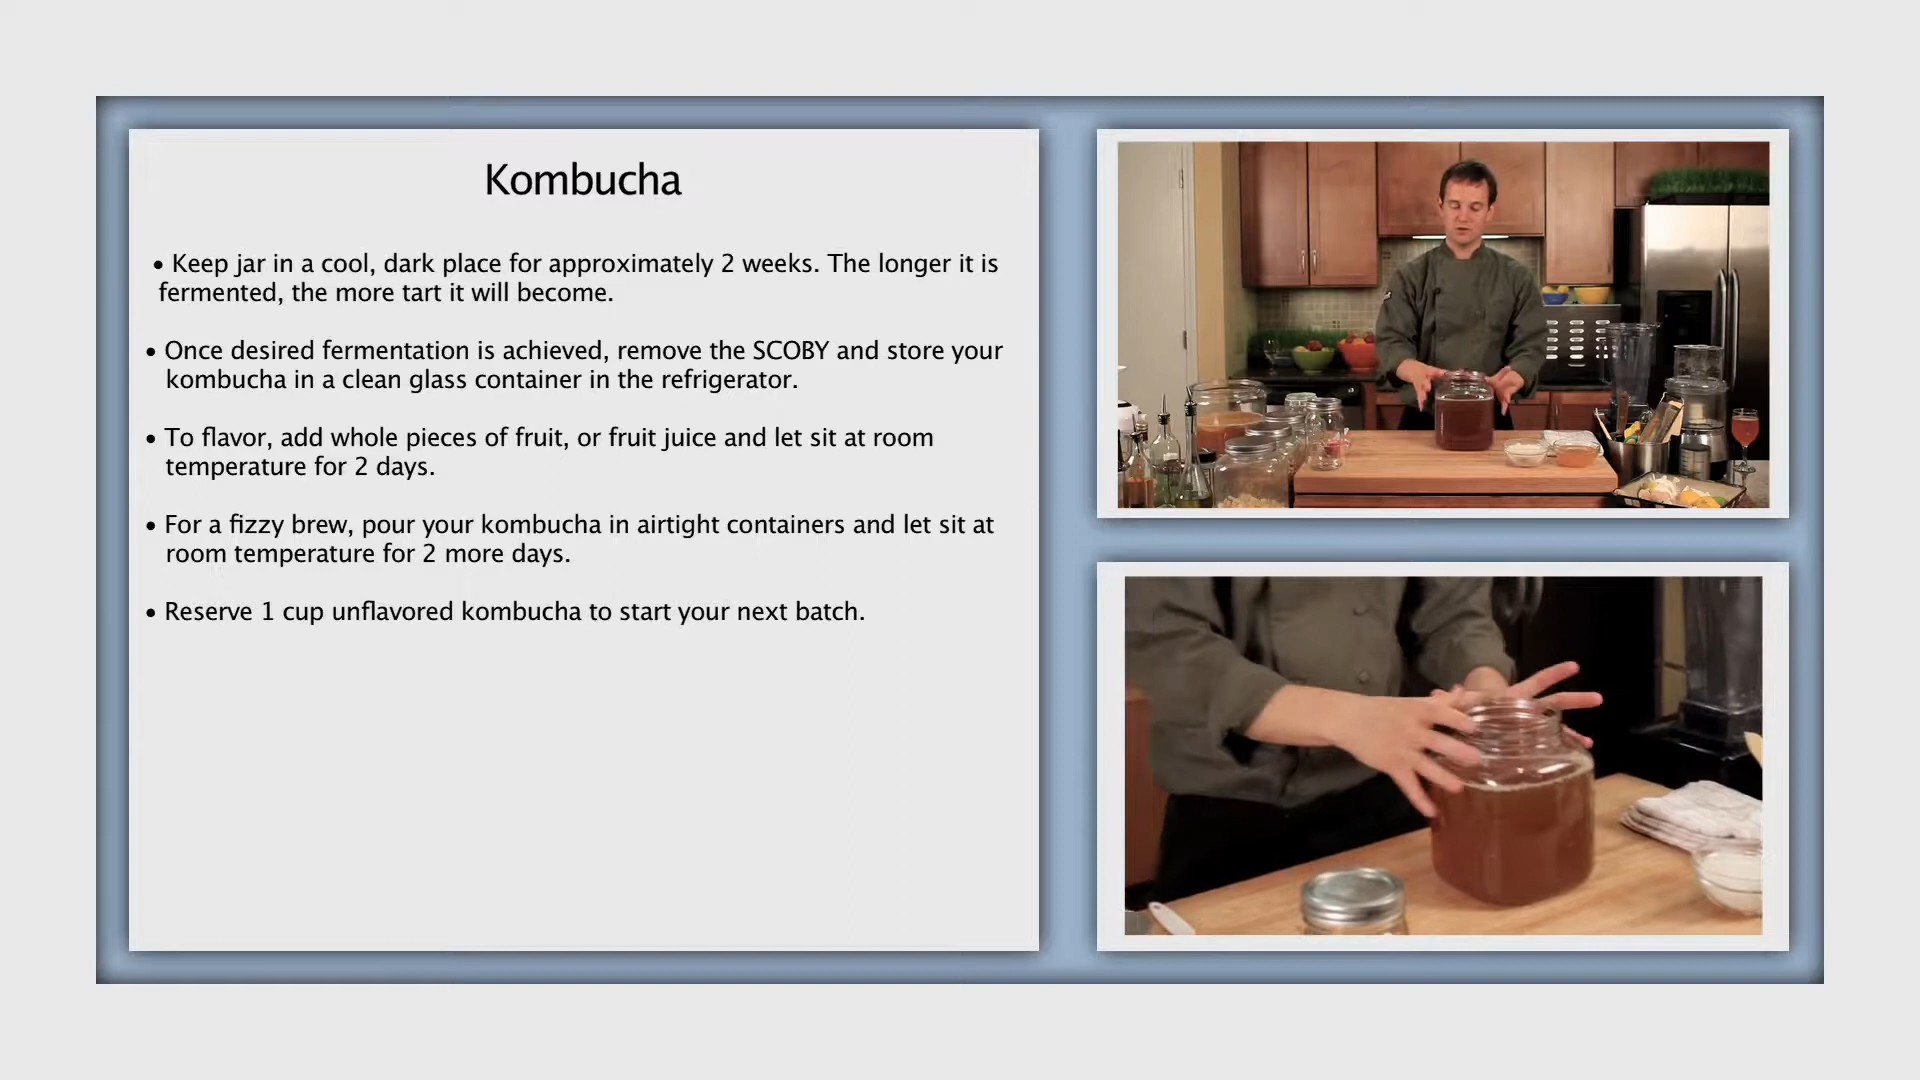 Kombucha
• Keep jar in a cool, dark place for approximately 2 weeks. The longer it is
fermented, the more tart it will become.
• Once desired fermentation is achieved, remove the SCOBY and store your
kombucha in a clean glass container in the refrigerator.
• To flavor, add whole pieces of fruit, or fruit juice and let sit at room
temperature for 2 days.
• For a fizzy brew, pour your kombucha in airtight containers and let sit at
room temperature for 2 more days.
• Reserve 1 cup unflavored kombucha to start your next batch.